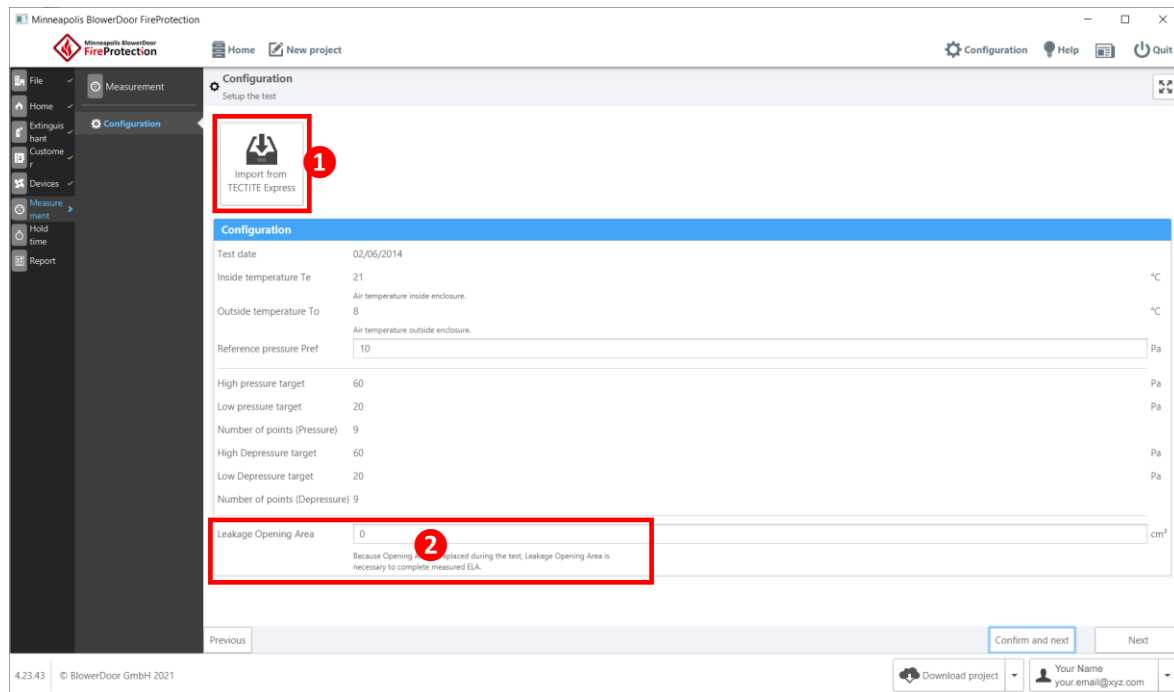 Minneapolis BlowerDoor FireProtection
Minneapolis BlowerDoor
FireProtection
Home
New project
Configuration
Help
Quit
File
Home
Extinguis
hant
Custome
r
Devices
Measure
ment
Hold
time
Report
Measurement
Configuration
Configuration
Setup the test
Import from
TECTITE Express
1
Configuration
Test date 02/06/2014
Inside temperature Te 21 °C
Air temperature inside enclosure.
Outside temperature To 8 °C
Air temperature outside enclosure.
Reference pressure Pref 10 Pa
High pressure target 60 Pa
Low pressure target 20 Pa
Number of points (Pressure) 9
High Depressure target 60 Pa
Low Depressure target 20 Pa
Number of points (Depressure) 9
Leakage Opening Area 0 cm²
2
Because Opening placed during the test, Leakage Opening Area is
necessary to complete measured ELA.
Previous
Confirm and next
Next
4.23.43 © BlowerDoor GmbH 2021
Download project
Your Name
your.email@xyz.com